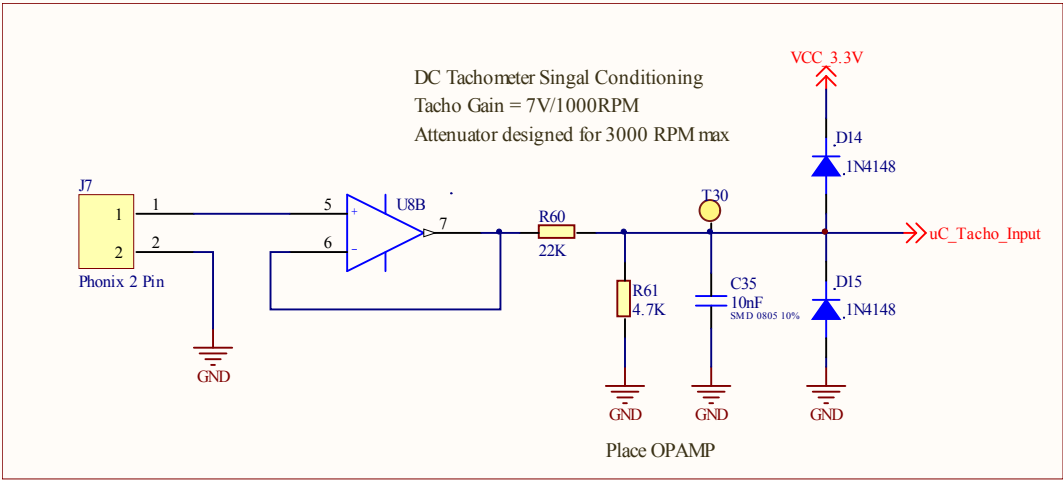 DC Tachometer Singal Conditioning
Tacho Gain = 7V/1000RPM
Attenuator designed for 3000 RPM max
VCC_3.3V
D14
1N4148
J7
1
1
2
2
Phonix 2 Pin
GND
5
+
6
-
U8B
7
R60
22K
T30
uC_Tacho_Input
R61
4.7K
C35
10nF
SMD 0805 10%
D15
1N4148
GND
GND
GND
Place OPAMP